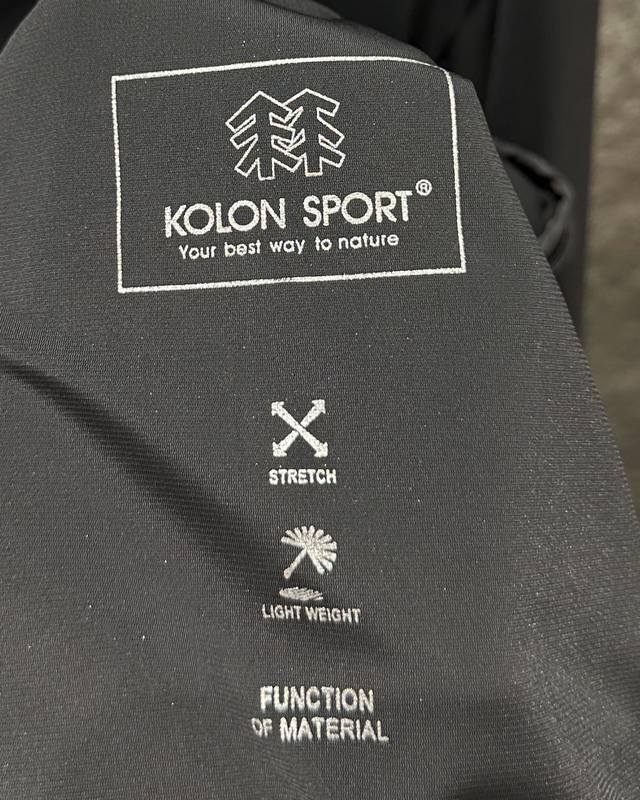 KOLON SPORT®
Your best way to nature
STRETCH
LIGHT WEIGHT
FUNCTION
OF MATERIAL